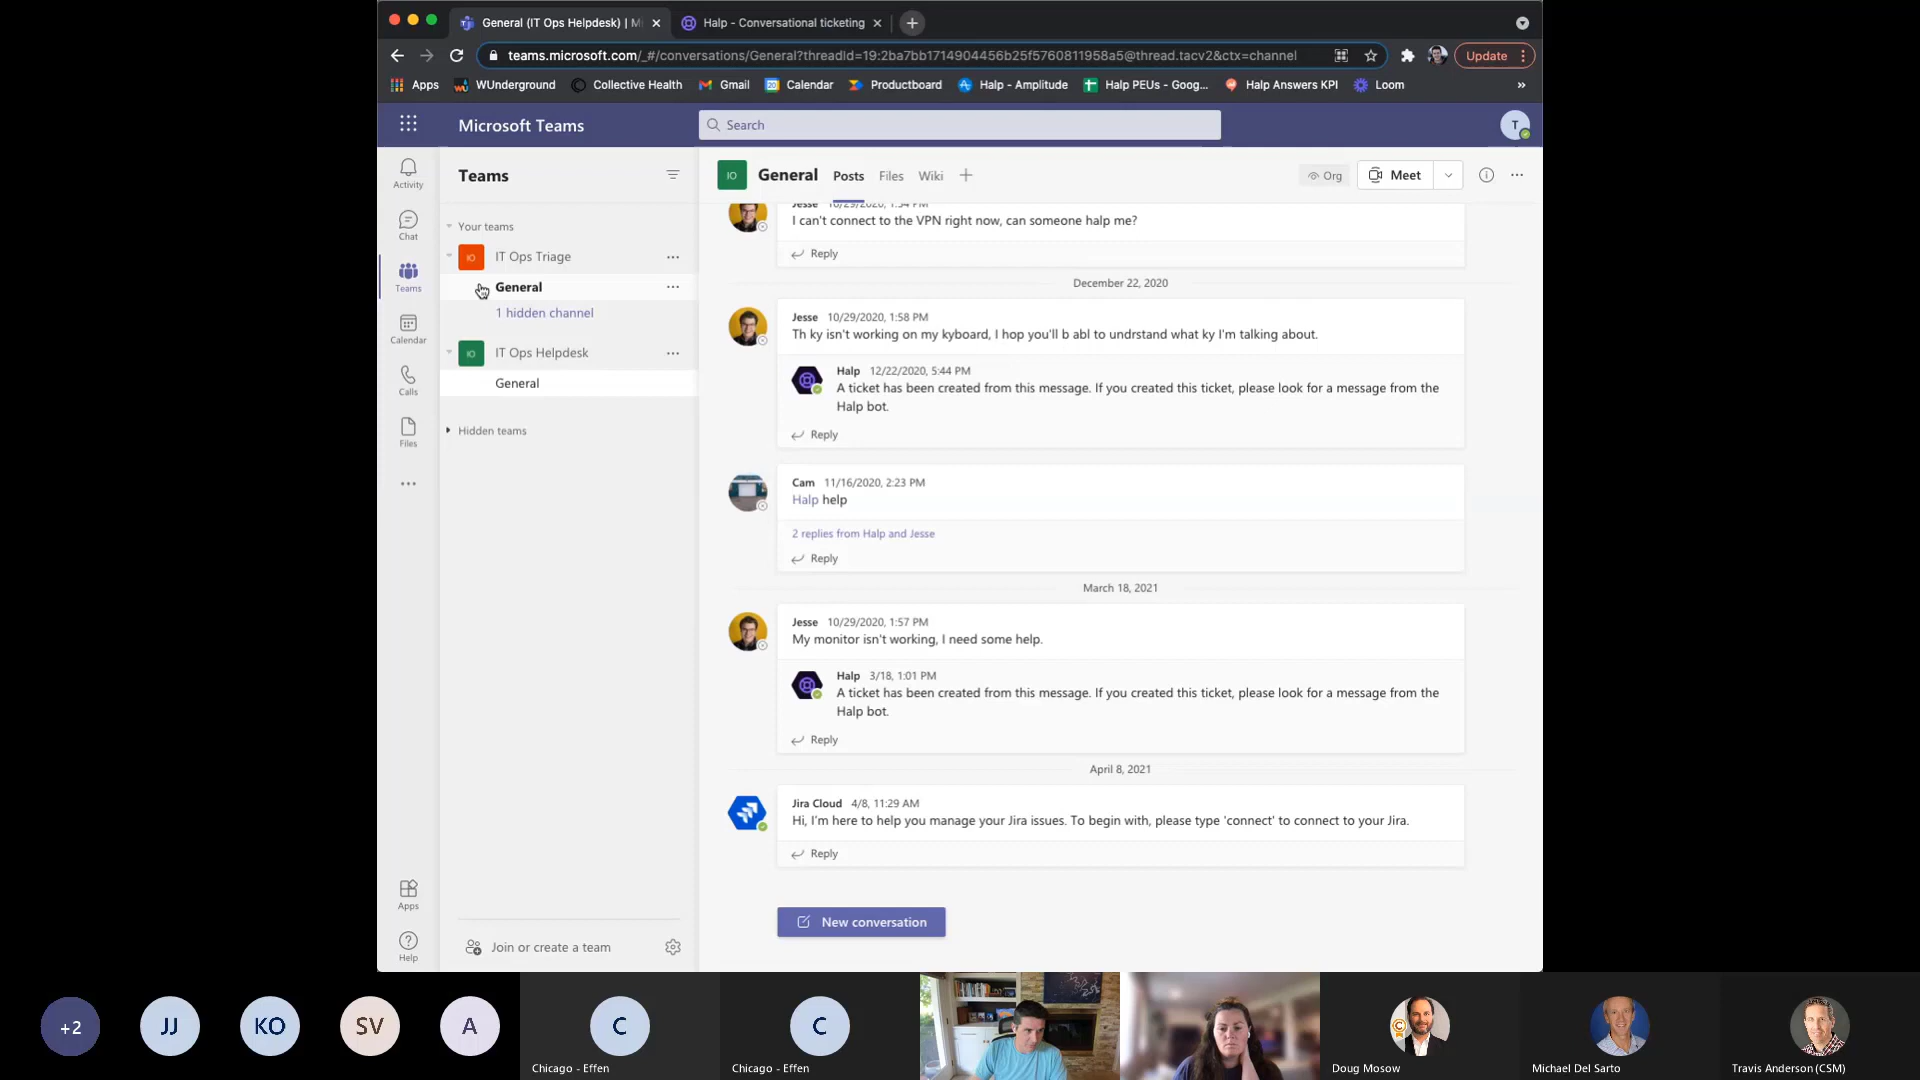 General (IT Ops Helpdesk) | Mi
Halp - Conversational ticketing
teams.microsoft.com/_#/conversations/General?threadId=19:2ba7bb1714904456b25f5760811958a5@thread.tacv2&ctx=channel
Update
Apps
WUnderground
Collective Health
Gmail
Calendar
Productboard
Halp - Amplitude
Halp PEUs - Goog...
Halp Answers KPI
Loom
»
Microsoft Teams
Search
T
Activity
Chat
Teams
Calendar
Calls
Files
...
Apps
Help
Teams
Your teams
IO
IT Ops Triage
...
General
...
1 hidden channel
IO
IT Ops Helpdesk
...
General
Hidden teams
Join or create a team
IO
General
Posts
Files
Wiki
Org
Meet
...
Jesse 10/29/2020, 1:54 PM
I can't connect to the VPN right now, can someone halp me?
Reply
December 22, 2020
Jesse 10/29/2020, 1:58 PM
Th ky isn't working on my kyboard, I hop you'll b abl to undrstand what ky I'm talking about.
Halp 12/22/2020, 5:44 PM
A ticket has been created from this message. If you created this ticket, please look for a message from the
Halp bot.
Reply
Cam 11/16/2020, 2:23 PM
Halp help
2 replies from Halp and Jesse
Reply
March 18, 2021
Jesse 10/29/2020, 1:57 PM
My monitor isn't working, I need some help.
Halp 3/18, 1:01 PM
A ticket has been created from this message. If you created this ticket, please look for a message from the
Halp bot.
Reply
April 8, 2021
Jira Cloud 4/8, 11:29 AM
Hi, I'm here to help you manage your Jira issues. To begin with, please type 'connect' to connect to your Jira.
Reply
New conversation
+2
JJ
KO
SV
A
C
Chicago - Effen
C
Chicago - Effen
Doug Mosow
Michael Del Sarto
Travis Anderson (CSM)